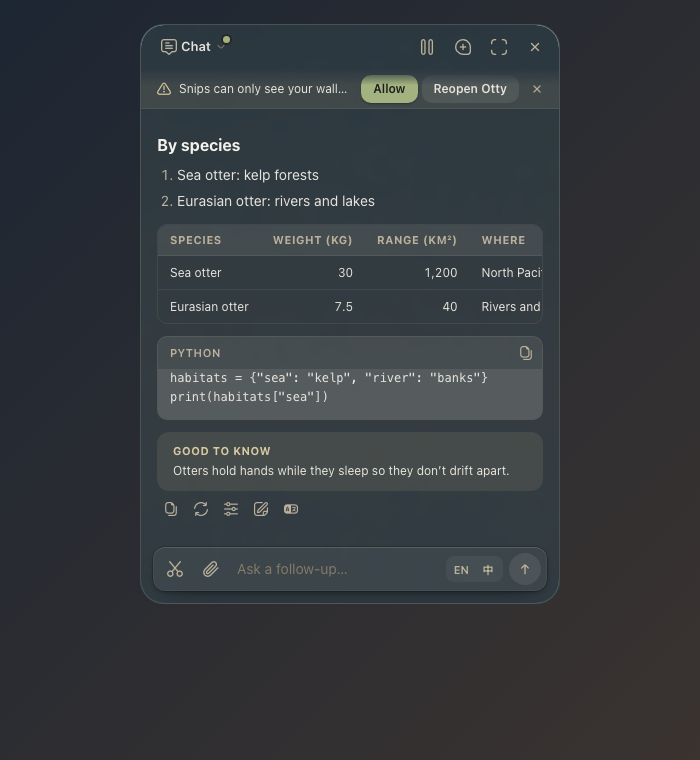 Chat
Snips can only see your wall... Allow Reopen Otty
By species
1. Sea otter: kelp forests
2. Eurasian otter: rivers and lakes
SPECIES WEIGHT (KG) RANGE (KM²) WHERE
Sea otter 30 1,200 North Pacif
Eurasian otter 7.5 40 Rivers and
PYTHON
habitats = {"sea": "kelp", "river": "banks"}
print(habitats["sea"])
GOOD TO KNOW
Otters hold hands while they sleep so they don't drift apart.
Ask a follow-up... EN 中